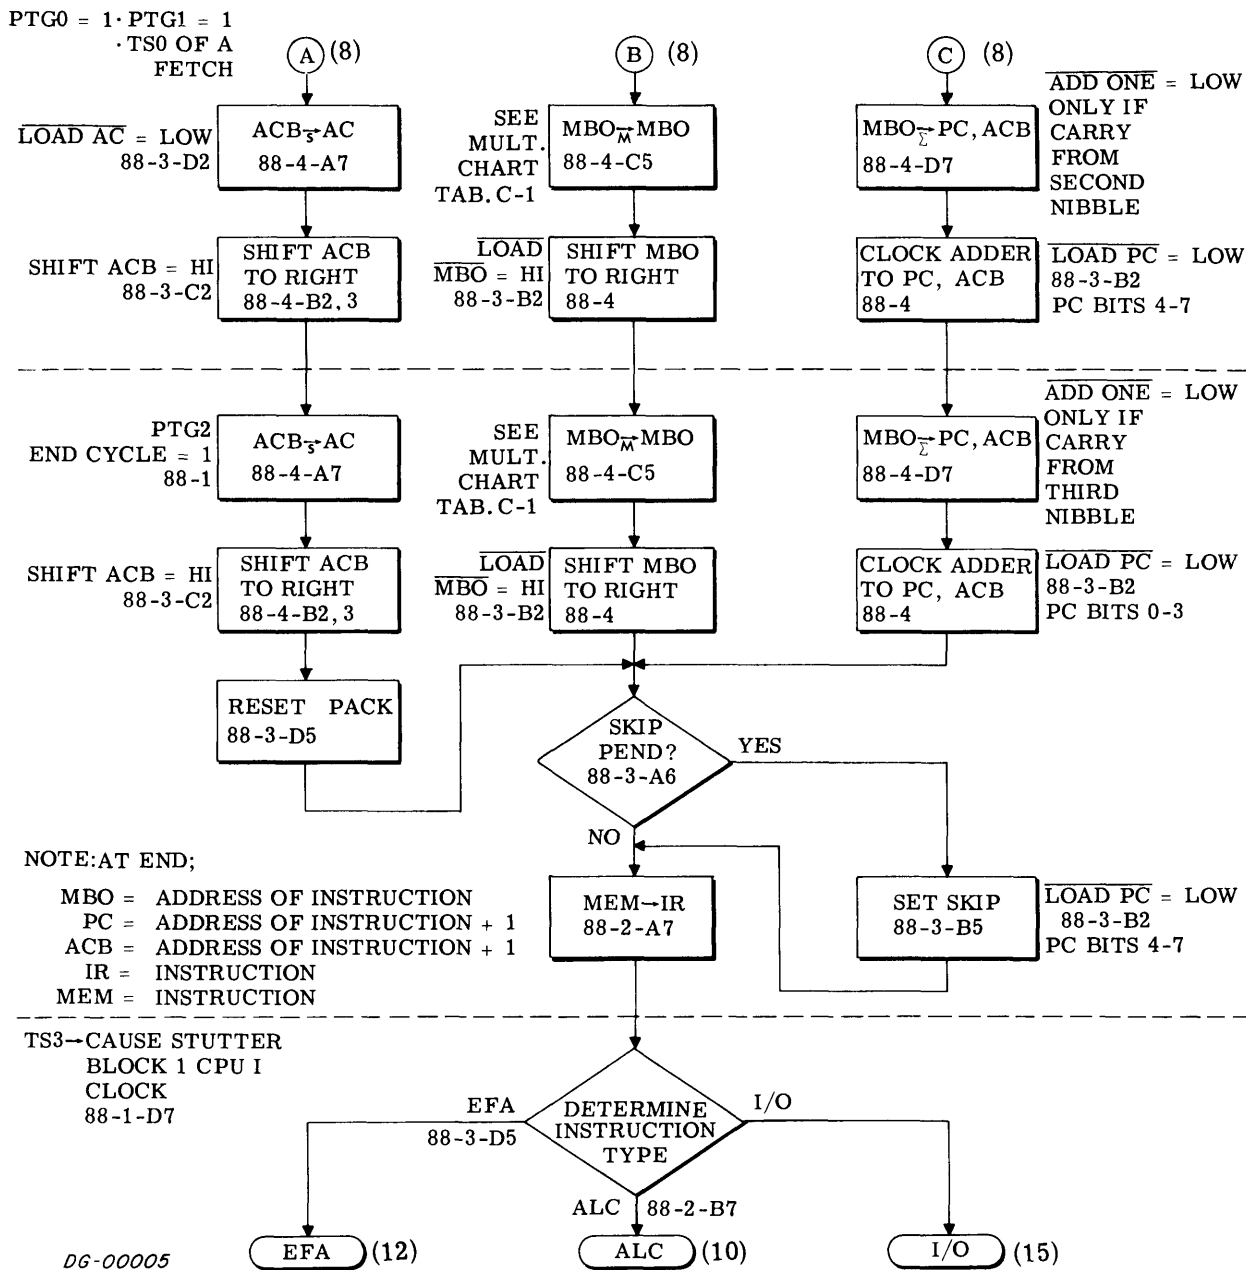 PTG0 = 1· PTG1 = 1
·TS0 OF A
FETCH
A (8)
B (8)
C (8)
LOAD AC = LOW
88-3-D2
ACB→AC
S
88-4-A7
SEE
MULT.
CHART
TAB. C-1
MBO→MBO
M
88-4-C5
MBO→PC, ACB
Σ
88-4-D7
ADD ONE = LOW
ONLY IF
CARRY
FROM
SECOND
NIBBLE
SHIFT ACB = HI
88-3-C2
SHIFT ACB
TO RIGHT
88-4-B2, 3
LOAD
MBO = HI
88-3-B2
SHIFT MBO
TO RIGHT
88-4
CLOCK ADDER
TO PC, ACB
88-4
LOAD PC = LOW
88-3-B2
PC BITS 4-7
PTG2
END CYCLE = 1
88-1
ACB→AC
S
88-4-A7
SEE
MULT.
CHART
TAB. C-1
MBO→MBO
M
88-4-C5
MBO→PC, ACB
Σ
88-4-D7
ADD ONE = LOW
ONLY IF
CARRY
FROM
THIRD
NIBBLE
SHIFT ACB = HI
88-3-C2
SHIFT ACB
TO RIGHT
88-4-B2, 3
LOAD
MBO = HI
88-3-B2
SHIFT MBO
TO RIGHT
88-4
CLOCK ADDER
TO PC, ACB
88-4
LOAD PC = LOW
88-3-B2
PC BITS 0-3
RESET PACK
88-3-D5
SKIP
PEND?
88-3-A6
YES
NO
NOTE:AT END;
MBO = ADDRESS OF INSTRUCTION
PC = ADDRESS OF INSTRUCTION + 1
ACB = ADDRESS OF INSTRUCTION + 1
IR = INSTRUCTION
MEM = INSTRUCTION
MEM→IR
88-2-A7
SET SKIP
88-3-B5
LOAD PC = LOW
88-3-B2
PC BITS 4-7
TS3→CAUSE STUTTER
BLOCK 1 CPU I
CLOCK
88-1-D7
EFA
88-3-D5
DETERMINE
INSTRUCTION
TYPE
I/O
ALC 88-2-B7
EFA (12)
ALC (10)
I/O (15)
DG-00005